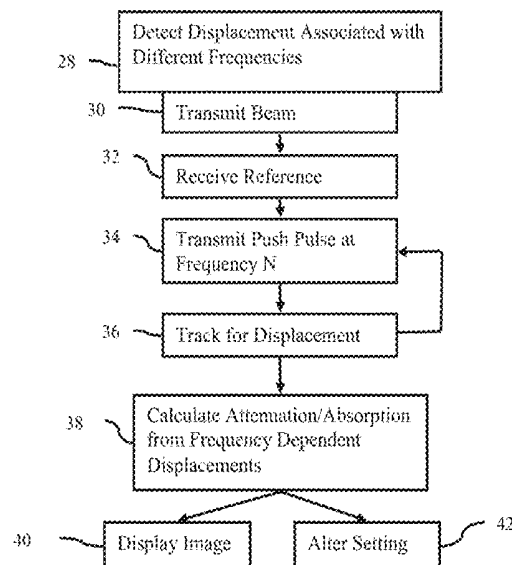 Detect Displacement Associated with
Different Frequencies
28
30
Transmit Beam
32
Receive Reference
34
Transmit Push Pulse at
Frequency N
36
Track for Displacement
38
Calculate Attenuation/Absorption
from Frequency Dependent
Displacements
40
Display Image
Alter Setting
42